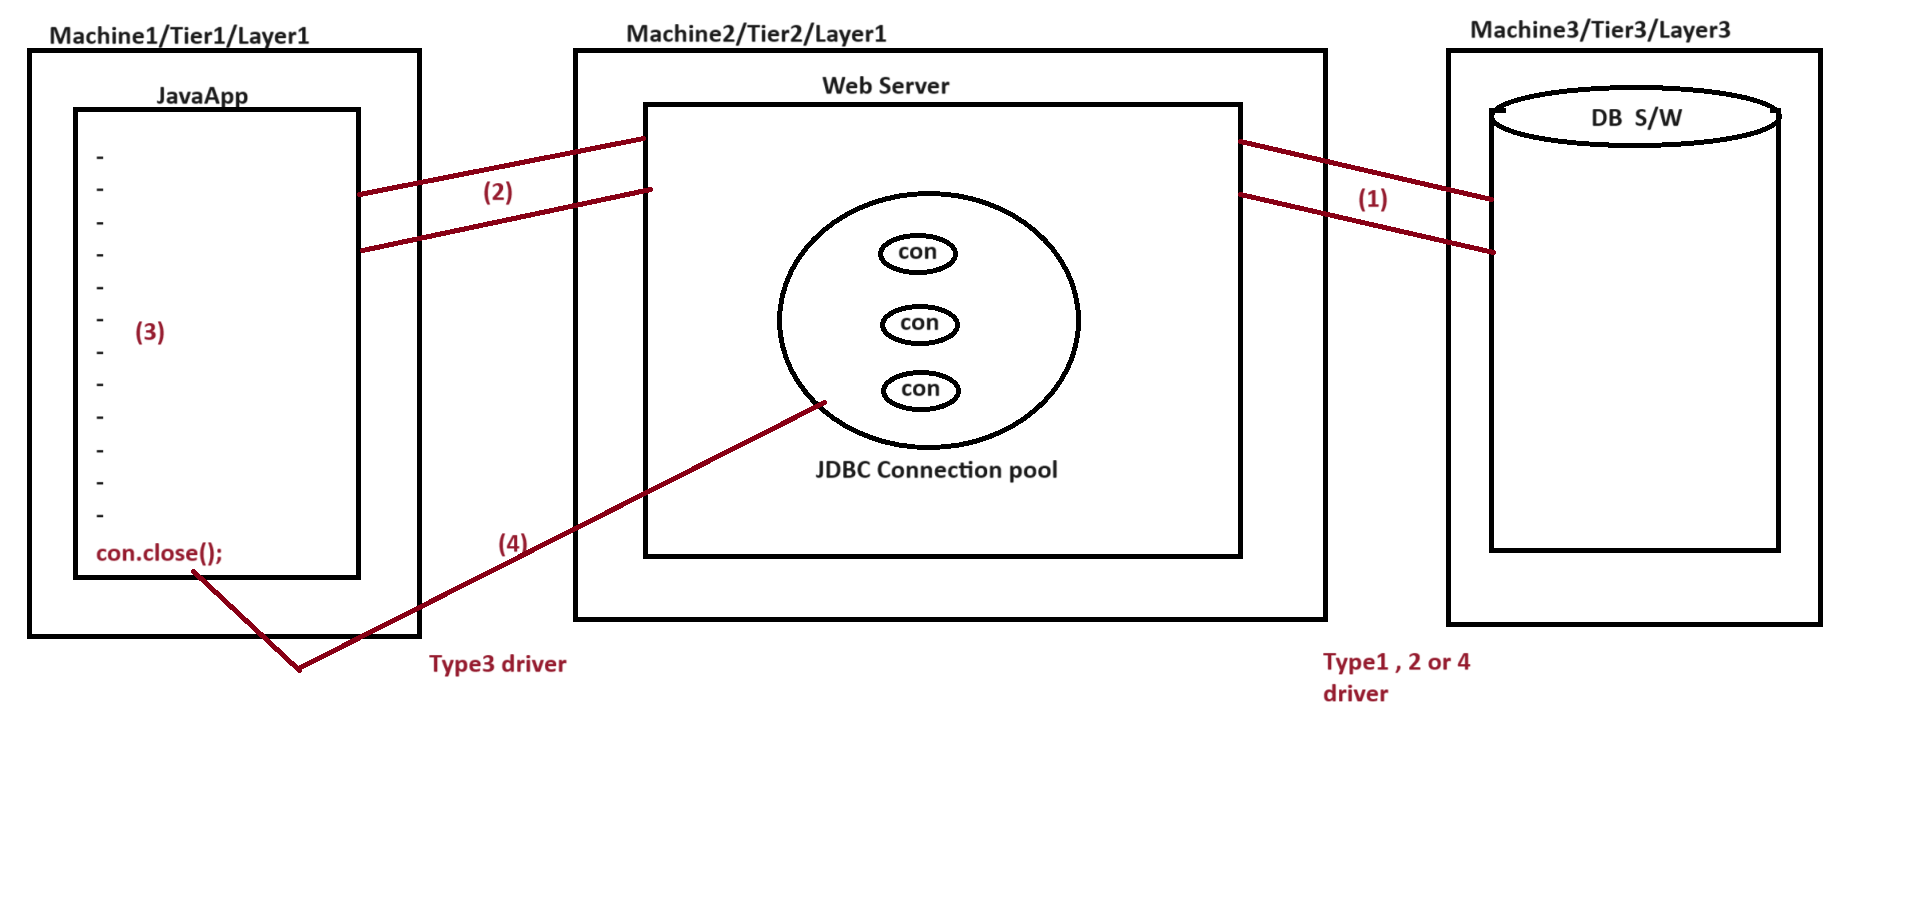 Machine1/Tier1/Layer1
Machine2/Tier2/Layer1
Machine3/Tier3/Layer3
JavaApp
Web Server
DB S/W
-
-
-
-
-
-
-
-
-
-
-
-
(2)
(1)
(3)
con
con
con
JDBC Connection pool
(4)
con.close();
Type3 driver
Type1 , 2 or 4
driver